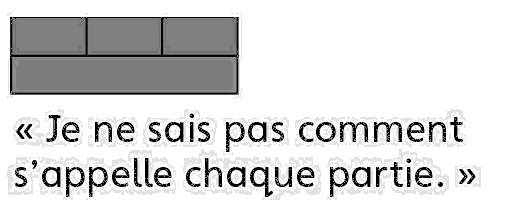 « Je ne sais pas comment
s’appelle chaque partie. »